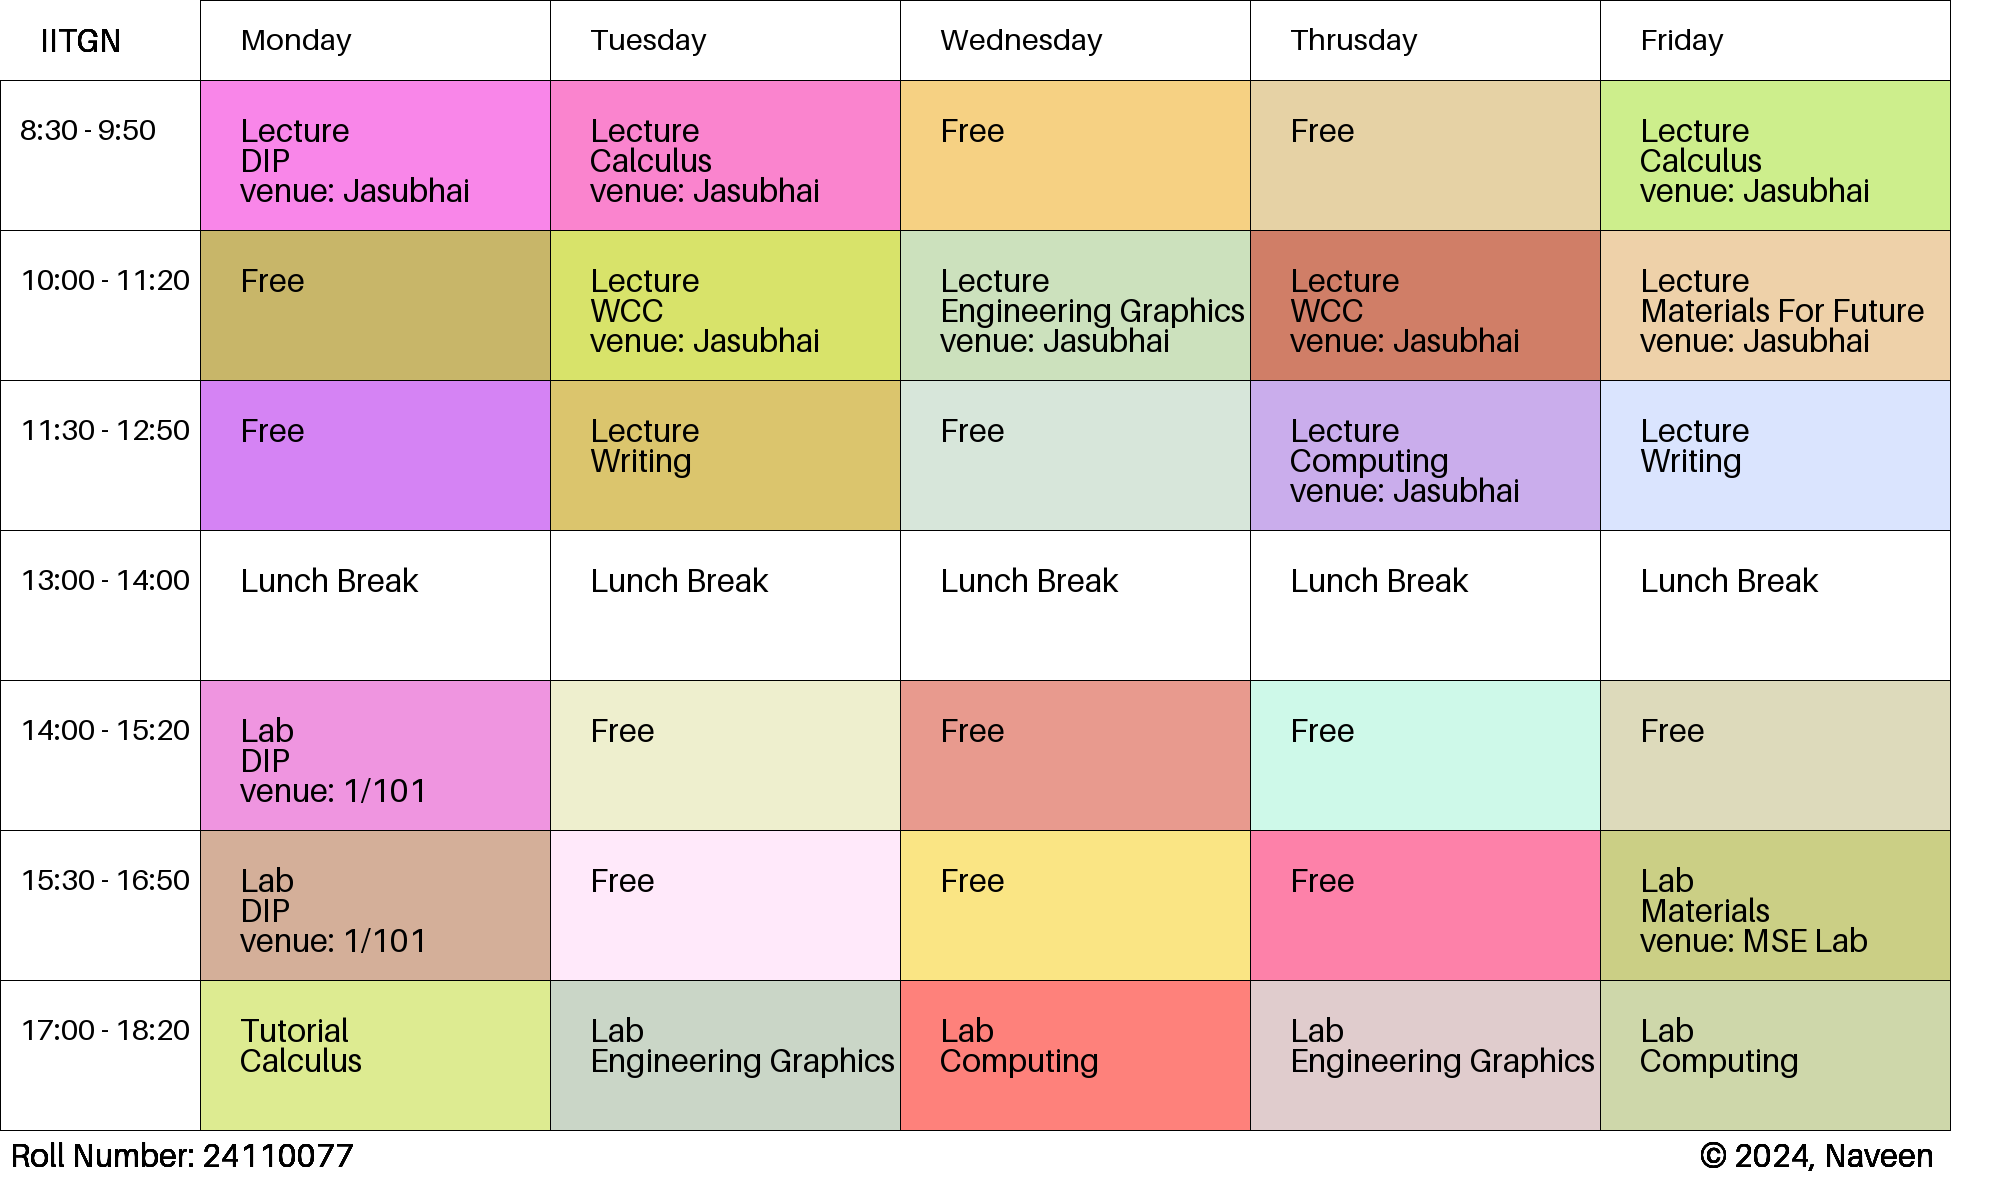 IITGN
Monday
Tuesday
Wednesday
Thrusday
Friday
8:30 - 9:50
Lecture
DIP
venue: Jasubhai
Lecture
Calculus
venue: Jasubhai
Free
Free
Lecture
Calculus
venue: Jasubhai
10:00 - 11:20
Free
Lecture
WCC
venue: Jasubhai
Lecture
Engineering Graphics
venue: Jasubhai
Lecture
WCC
venue: Jasubhai
Lecture
Materials For Future
venue: Jasubhai
11:30 - 12:50
Free
Lecture
Writing
Free
Lecture
Computing
venue: Jasubhai
Lecture
Writing
13:00 - 14:00
Lunch Break
Lunch Break
Lunch Break
Lunch Break
Lunch Break
14:00 - 15:20
Lab
DIP
venue: 1/101
Free
Free
Free
Free
15:30 - 16:50
Lab
DIP
venue: 1/101
Free
Free
Free
Lab
Materials
venue: MSE Lab
17:00 - 18:20
Tutorial
Calculus
Lab
Engineering Graphics
Lab
Computing
Lab
Engineering Graphics
Lab
Computing
Roll Number: 24110077
© 2024, Naveen